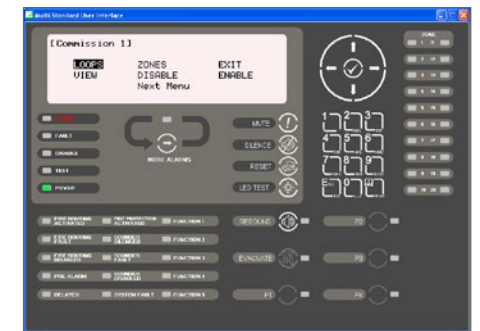 Multi Standard User Interface
[Commission 1]
LOOPS ZONES EXIT
VIEW DISABLE ENABLE
Next Menu
ZONE
FIRE
FAULT
DISABLE
TEST
POWER
MORE ALARMS
MUTE
SILENCE
RESET
LED TEST
1 2 3
4 5 6
7 8 9
0
FIRE ROUTING ACTIVATED
FIRE ROUTING FAULT
FIRE ROUTING DISABLED
PRE-ALARM
DELAYED
ACTIVATED
SOUNDER SILENCED
SOUNDER FAULT
SOUNDER DISABLED
SYSTEM FAULT
FUNCTION 1
FUNCTION 2
FUNCTION 3
FUNCTION 4
FUNCTION 5
RESOUND
EVACUATE
F1
F2
F3